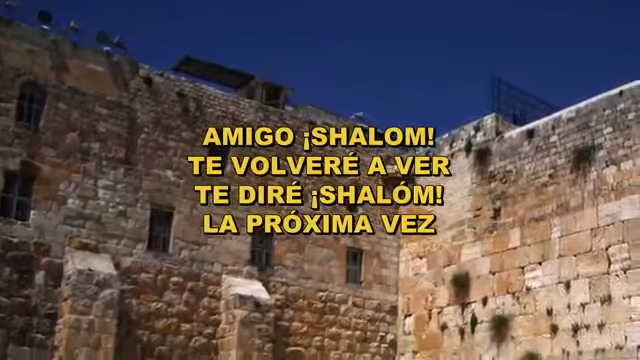 AMIGO ¡SHALOM!
TE VOLVERÉ A VER
TE DIRÉ ¡SHALÓM!
LA PRÓXIMA VEZ